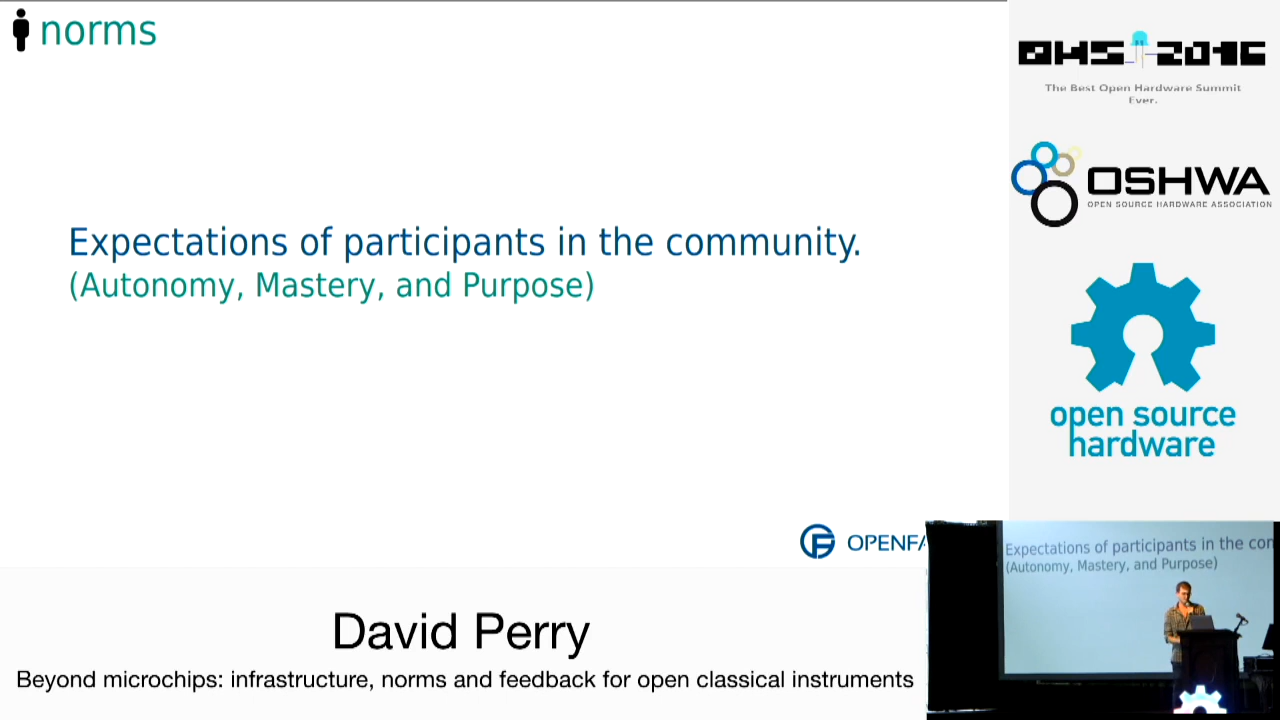 norms
Expectations of participants in the community.
(Autonomy, Mastery, and Purpose)
OHS 2016
The Best Open Hardware Summit
Ever.
OSHWA
OPEN SOURCE HARDWARE ASSOCIATION
open source
hardware
OPENFA
Expectations of participants in the con
(Autonomy, Mastery, and Purpose)
David Perry
Beyond microchips: infrastructure, norms and feedback for open classical instruments